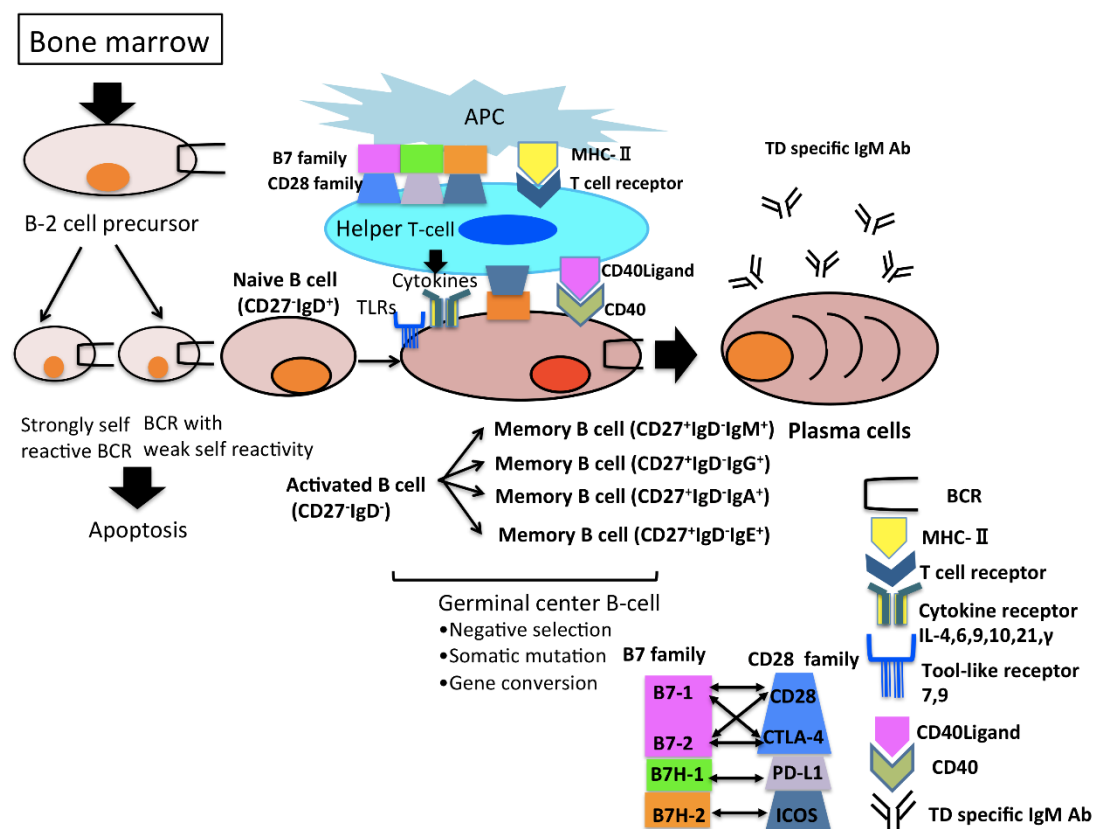 Bone marrow
APC
B7 family
CD28 family
MHC-Ⅱ
T cell receptor
TD specific IgM Ab
B-2 cell precursor
Helper T-cell
Naive B cell
(CD27⁻IgD⁺)
Cytokines
TLRs
CD40Ligand
CD40
Strongly self
reactive BCR
BCR with
weak self reactivity
Apoptosis
Activated B cell
(CD27⁻IgD⁻)
Memory B cell (CD27⁺IgD⁻IgM⁺)
Memory B cell (CD27⁺IgD⁻IgG⁺)
Memory B cell (CD27⁺IgD⁻IgA⁺)
Memory B cell (CD27⁺IgD⁻IgE⁺)
Plasma cells
Germinal center B-cell
•Negative selection
•Somatic mutation
•Gene conversion
B7 family
CD28 family
B7-1
CD28
B7-2
CTLA-4
B7H-1
PD-L1
B7H-2
ICOS
BCR
MHC-Ⅱ
T cell receptor
Cytokine receptor
IL-4,6,9,10,21,γ
Tool-like receptor
7,9
CD40Ligand
CD40
TD specific IgM Ab